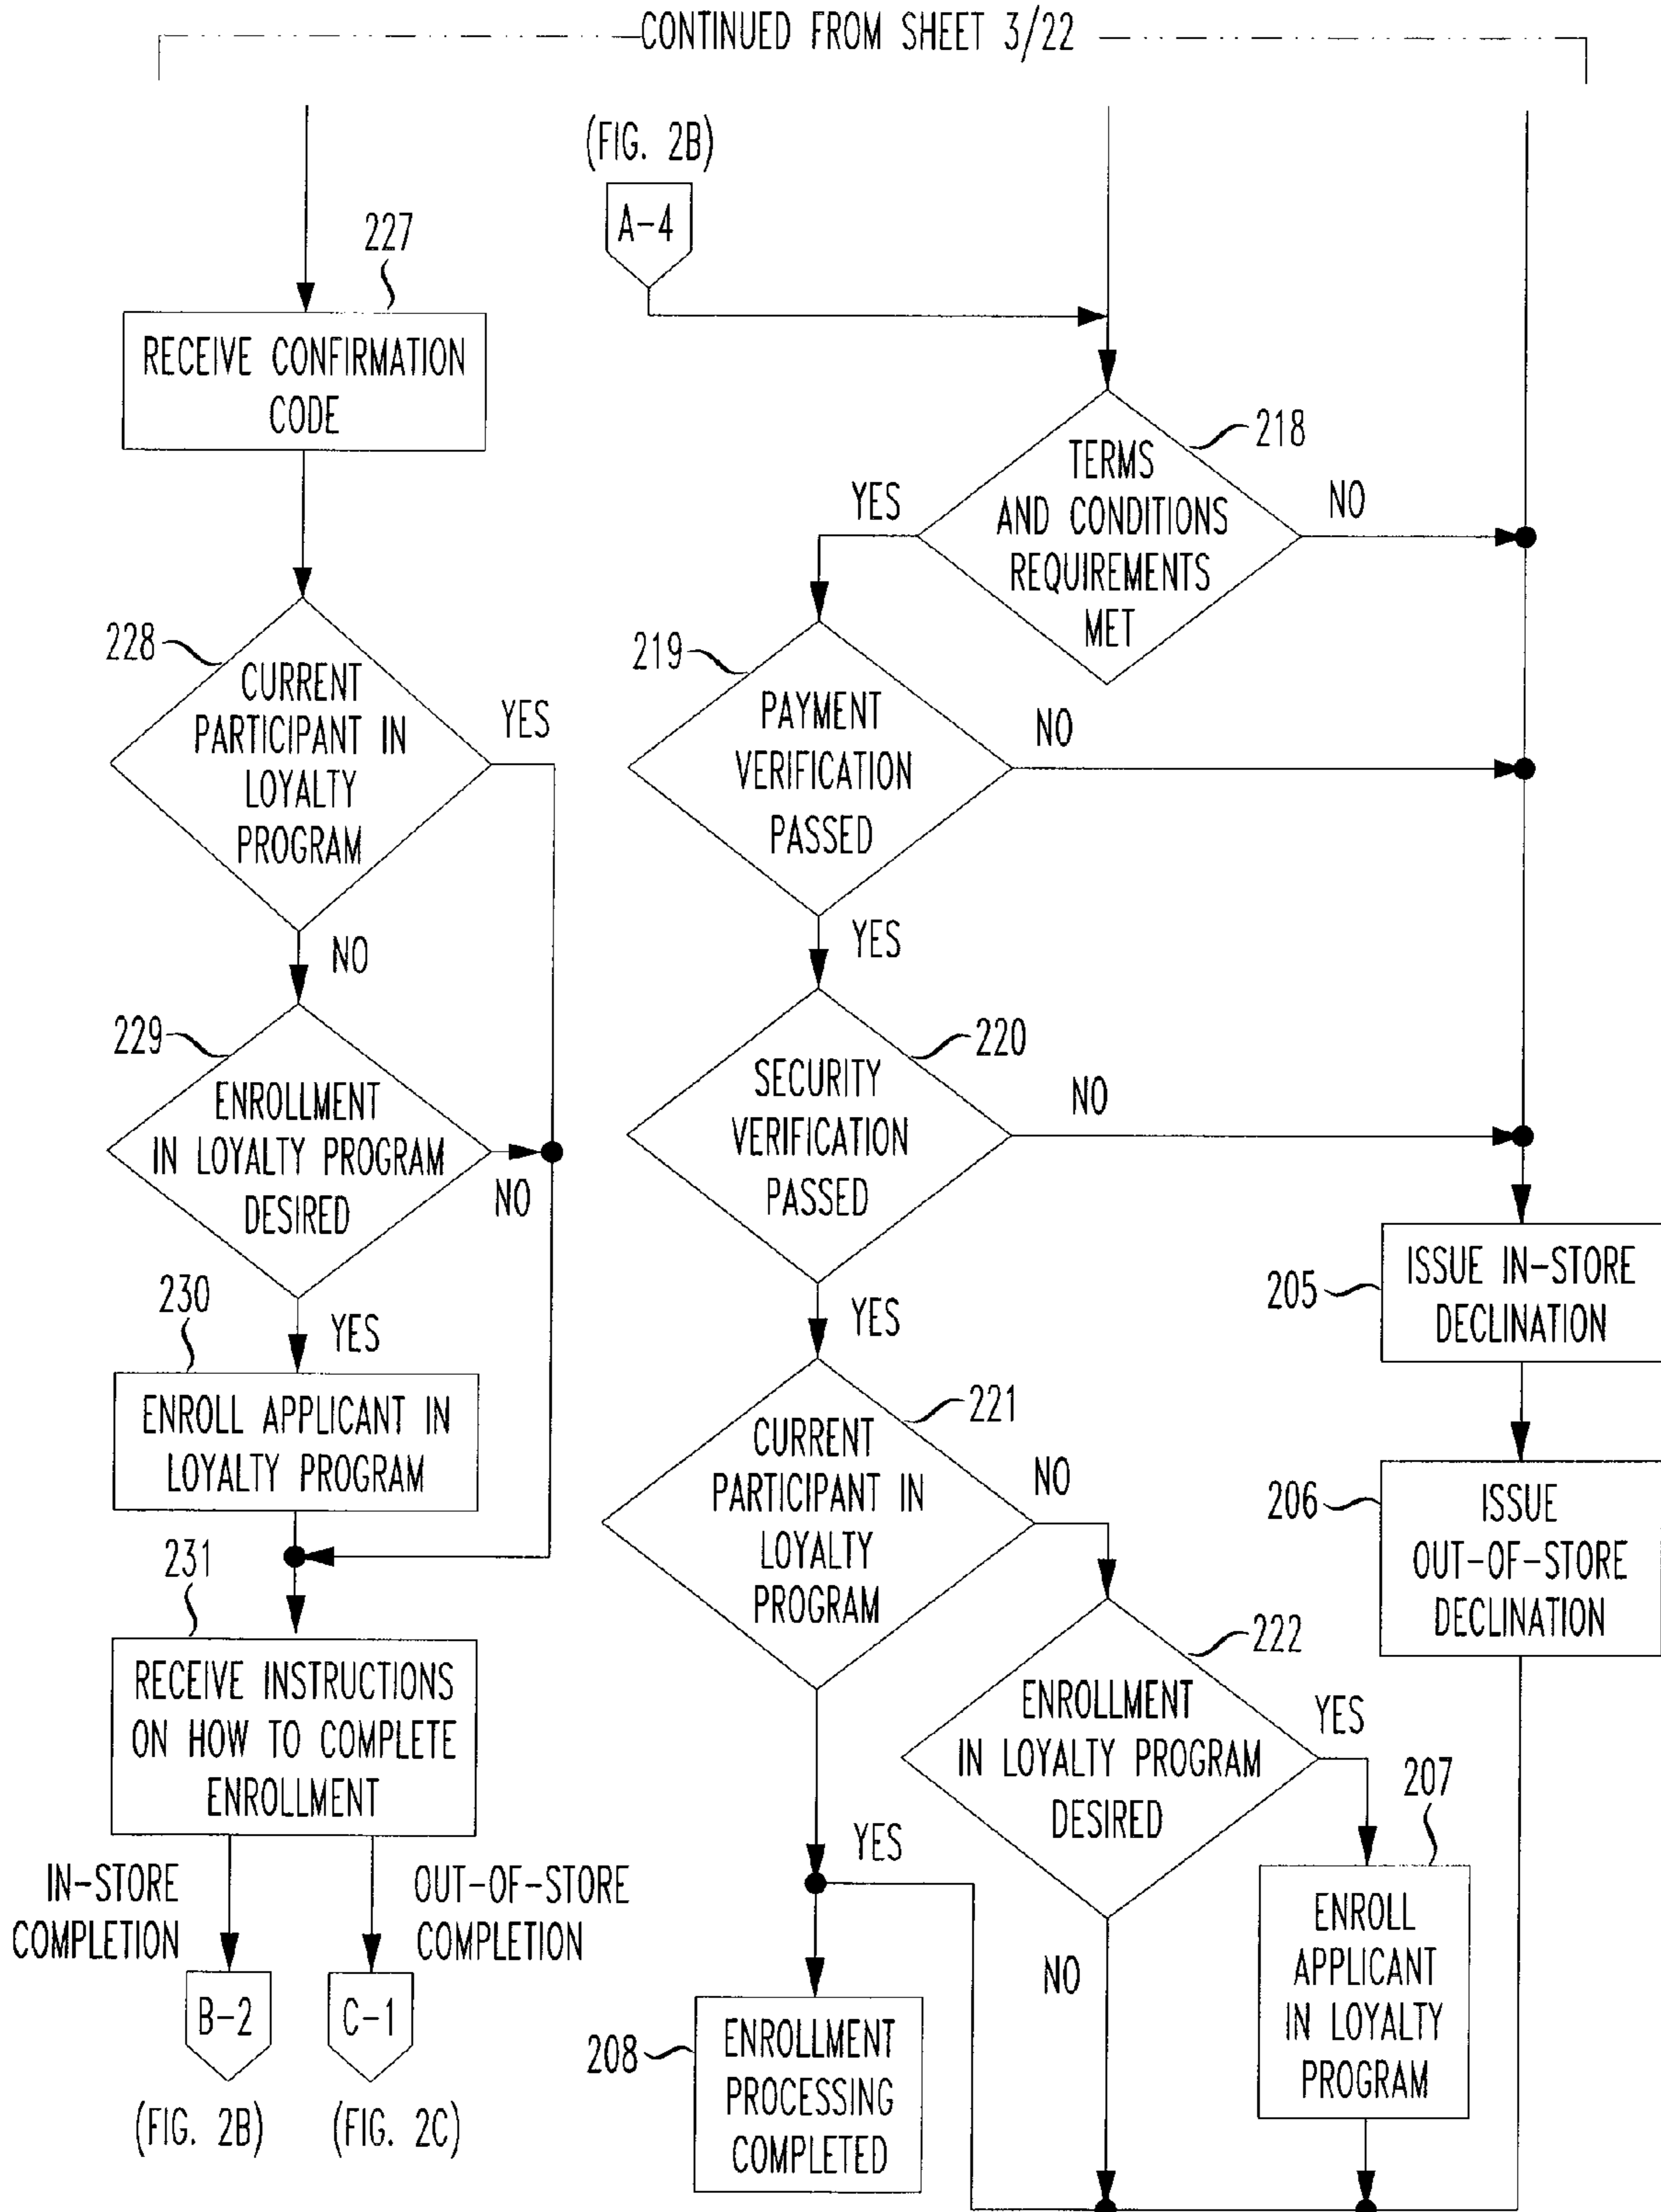 CONTINUED FROM SHEET 3/22
(FIG. 2B)
A-4
227
RECEIVE CONFIRMATION
CODE
228
CURRENT
PARTICIPANT IN
LOYALTY
PROGRAM
YES
NO
229
ENROLLMENT
IN LOYALTY PROGRAM
DESIRED
NO
YES
230
ENROLL APPLICANT IN
LOYALTY PROGRAM
231
RECEIVE INSTRUCTIONS
ON HOW TO COMPLETE
ENROLLMENT
IN-STORE
COMPLETION
OUT-OF-STORE
COMPLETION
B-2
C-1
(FIG. 2B)
(FIG. 2C)
218
TERMS
AND CONDITIONS
REQUIREMENTS
MET
YES
NO
219
PAYMENT
VERIFICATION
PASSED
NO
YES
220
SECURITY
VERIFICATION
PASSED
NO
YES
221
CURRENT
PARTICIPANT IN
LOYALTY
PROGRAM
NO
YES
222
ENROLLMENT
IN LOYALTY PROGRAM
DESIRED
YES
NO
207
ENROLL
APPLICANT
IN LOYALTY
PROGRAM
208
ENROLLMENT
PROCESSING
COMPLETED
205
ISSUE IN-STORE
DECLINATION
206
ISSUE
OUT-OF-STORE
DECLINATION